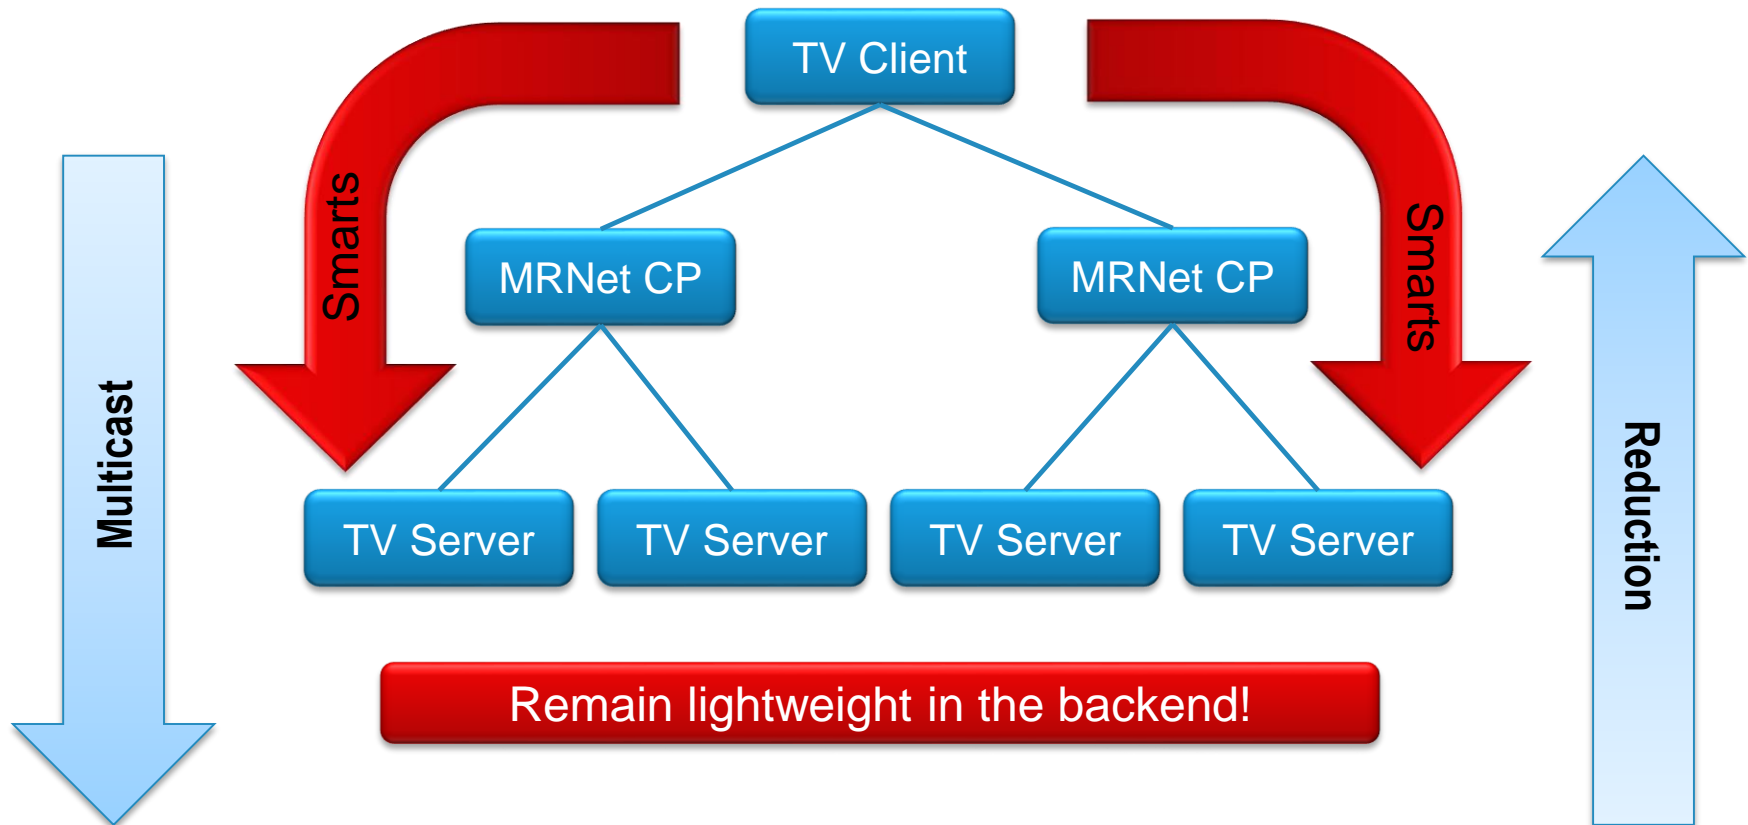 TV Client
Smarts
Smarts
MRNet CP
MRNet CP
Multicast
Reduction
TV Server
TV Server
TV Server
TV Server
Remain lightweight in the backend!